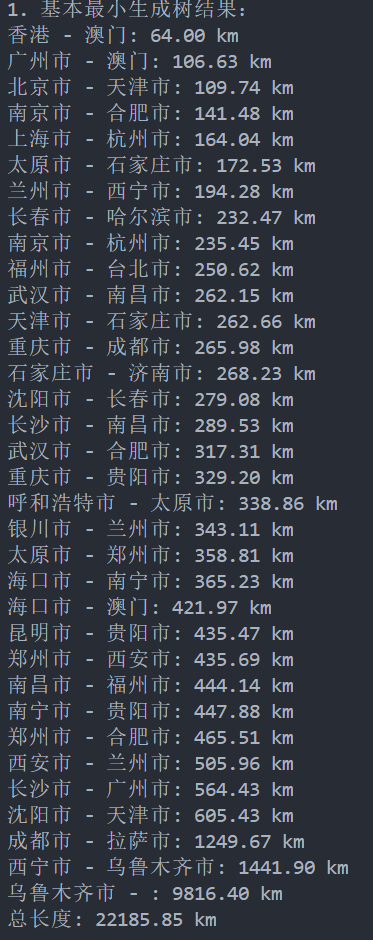 1. 基本最小生成树结果:
香港 - 澳门: 64.00 km
广州市 - 澳门: 106.63 km
北京市 - 天津市: 109.74 km
南京市 - 合肥市: 141.48 km
上海市 - 杭州市: 164.04 km
太原市 - 石家庄市: 172.53 km
兰州市 - 西宁市: 194.28 km
长春市 - 哈尔滨市: 232.47 km
南京市 - 杭州市: 235.45 km
福州市 - 台北市: 250.62 km
武汉市 - 南昌市: 262.15 km
天津市 - 石家庄市: 262.66 km
重庆市 - 成都市: 265.98 km
石家庄市 - 济南市: 268.23 km
沈阳市 - 长春市: 279.08 km
长沙市 - 南昌市: 289.53 km
武汉市 - 合肥市: 317.31 km
重庆市 - 贵阳市: 329.20 km
呼和浩特市 - 太原市: 338.86 km
银川市 - 兰州市: 343.11 km
太原市 - 郑州市: 358.81 km
海口市 - 南宁市: 365.23 km
海口市 - 澳门: 421.97 km
昆明市 - 贵阳市: 435.47 km
郑州市 - 西安市: 435.69 km
南昌市 - 福州市: 444.14 km
南宁市 - 贵阳市: 447.88 km
郑州市 - 合肥市: 465.51 km
西安市 - 兰州市: 505.96 km
长沙市 - 广州市: 564.43 km
沈阳市 - 天津市: 605.43 km
成都市 - 拉萨市: 1249.67 km
西宁市 - 乌鲁木齐市: 1441.90 km
乌鲁木齐市 - : 9816.40 km
总长度: 22185.85 km